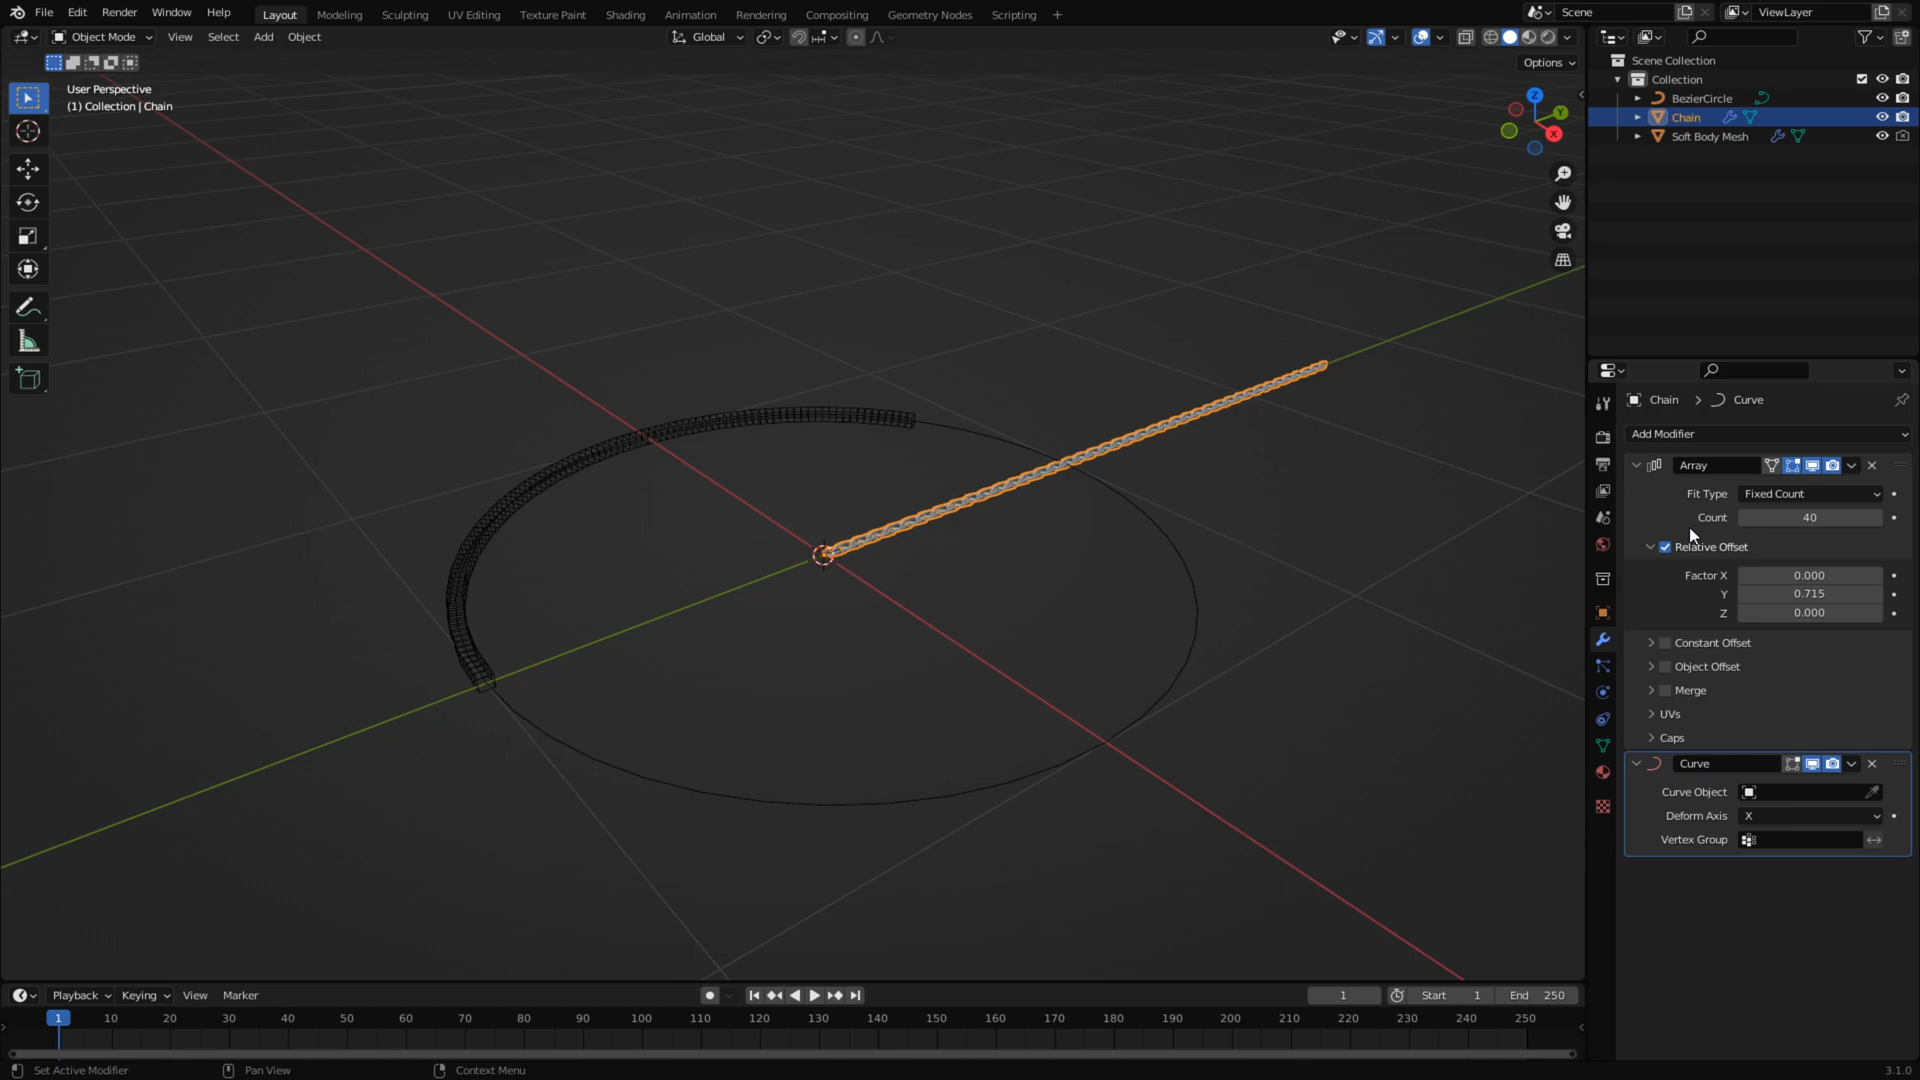 File Edit Render Window Help
Layout Modeling Sculpting UV Editing Texture Paint Shading Animation Rendering Compositing Geometry Nodes Scripting +
Scene
ViewLayer
Object Mode View Select Add Object
Global
Options
User Perspective
(1) Collection | Chain
Z
Y
X
Scene Collection
Collection
BezierCircle
Chain
Soft Body Mesh
Chain > Curve
Add Modifier
Array
Fit Type Fixed Count
Count 40
Relative Offset
Factor X 0.000
Y 0.715
Z 0.000
Constant Offset
Object Offset
Merge
UVs
Caps
Curve
Curve Object
Deform Axis X
Vertex Group
Playback Keying View Marker
1
Start 1
End 250
1 10 20 30 40 50 60 70 80 90 100 110 120 130 140 150 160 170 180 190 200 210 220 230 240 250
Set Active Modifier
Pan View
Context Menu
3.1.0